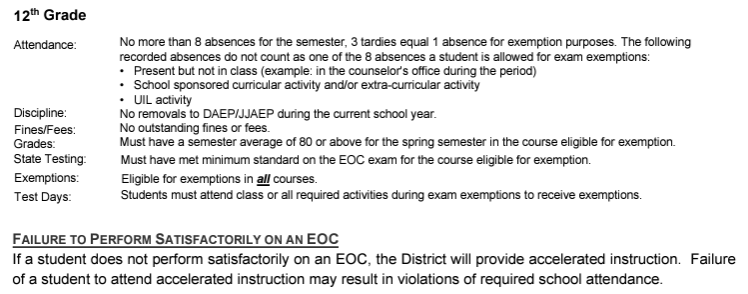 12th Grade
Attendance: No more than 8 absences for the semester, 3 tardies equal 1 absence for exemption purposes. The following
recorded absences do not count as one of the 8 absences a student is allowed for exam exemptions:
• Present but not in class (example: in the counselor's office during the period)
• School sponsored curricular activity and/or extra-curricular activity
• UIL activity
Discipline: No removals to DAEP/JJAEP during the current school year.
Fines/Fees: No outstanding fines or fees.
Grades: Must have a semester average of 80 or above for the spring semester in the course eligible for exemption.
State Testing: Must have met minimum standard on the EOC exam for the course eligible for exemption.
Exemptions: Eligible for exemptions in all courses.
Test Days: Students must attend class or all required activities during exam exemptions to receive exemptions.
FAILURE TO PERFORM SATISFACTORILY ON AN EOC
If a student does not perform satisfactorily on an EOC, the District will provide accelerated instruction. Failure
of a student to attend accelerated instruction may result in violations of required school attendance.